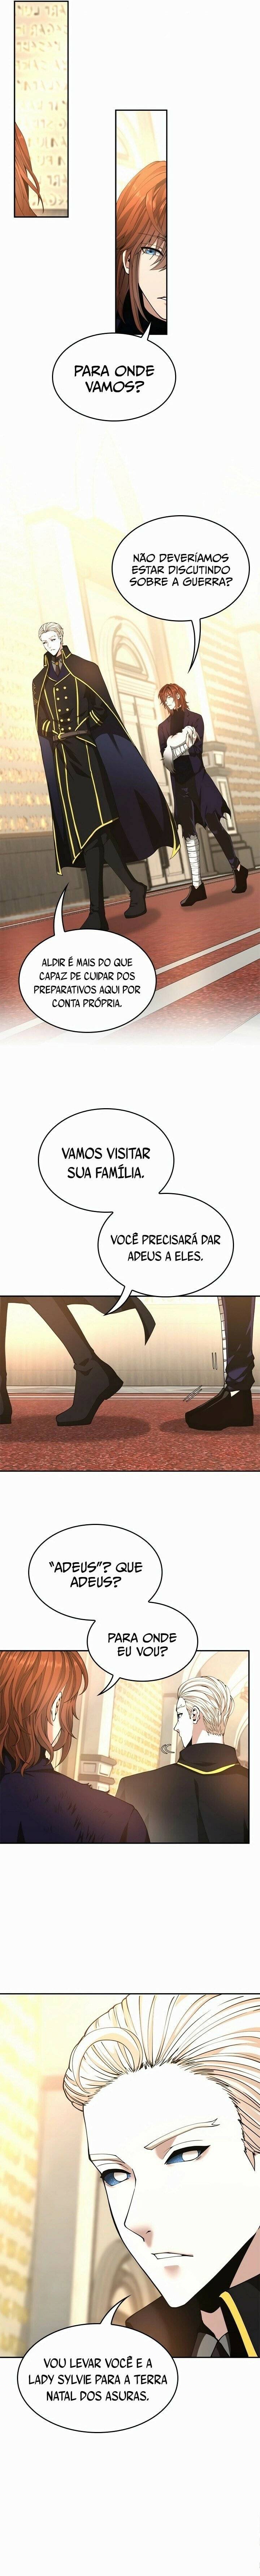 PARA ONDE
VAMOS?
NÃO DEVERÍAMOS
ESTAR DISCUTINDO
SOBRE A GUERRA?
ALDIR É MAIS DO QUE
CAPAZ DE CUIDAR DOS
PREPARATIVOS AQUI POR
CONTA PRÓPRIA.
VAMOS VISITAR
SUA FAMÍLIA.
VOCÊ PRECISARÁ DAR
ADEUS A ELES.
"ADEUS"? QUE
ADEUS?
PARA ONDE
EU VOU?
VOU LEVAR VOCÊ E A
LADY SYLVIE PARA A TERRA
NATAL DOS ASURAS.